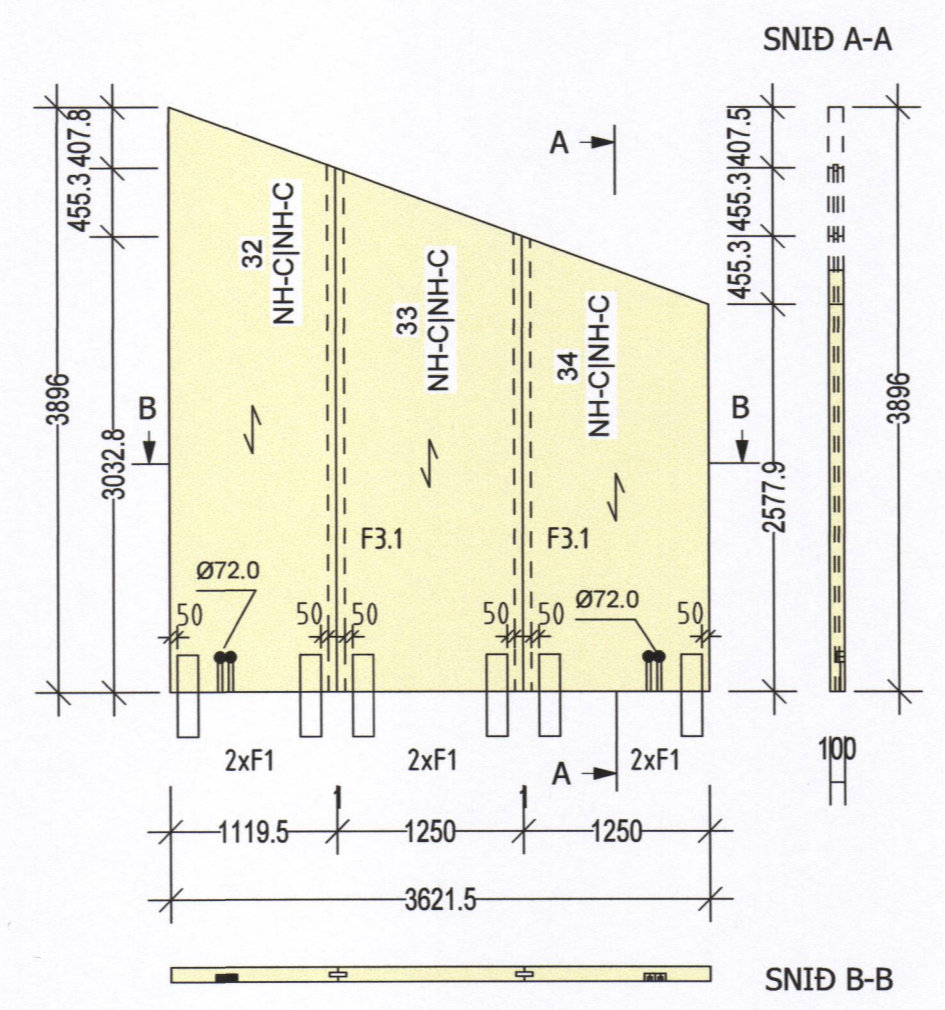 SNIÐ A-A
A
407.8
455.3
3896
3032.8
32
NH-C|NH-C
33
NH-C|NH-C
34
NH-C|NH-C
407.5
455.3
455.3
2577.9
3896
B
B
F3.1
F3.1
Ø72.0
Ø72.0
50
50
50
50
50
50
2xF1
2xF1
A
2xF1
100
1
1
1119.5
1250
1250
3621.5
SNIÐ B-B